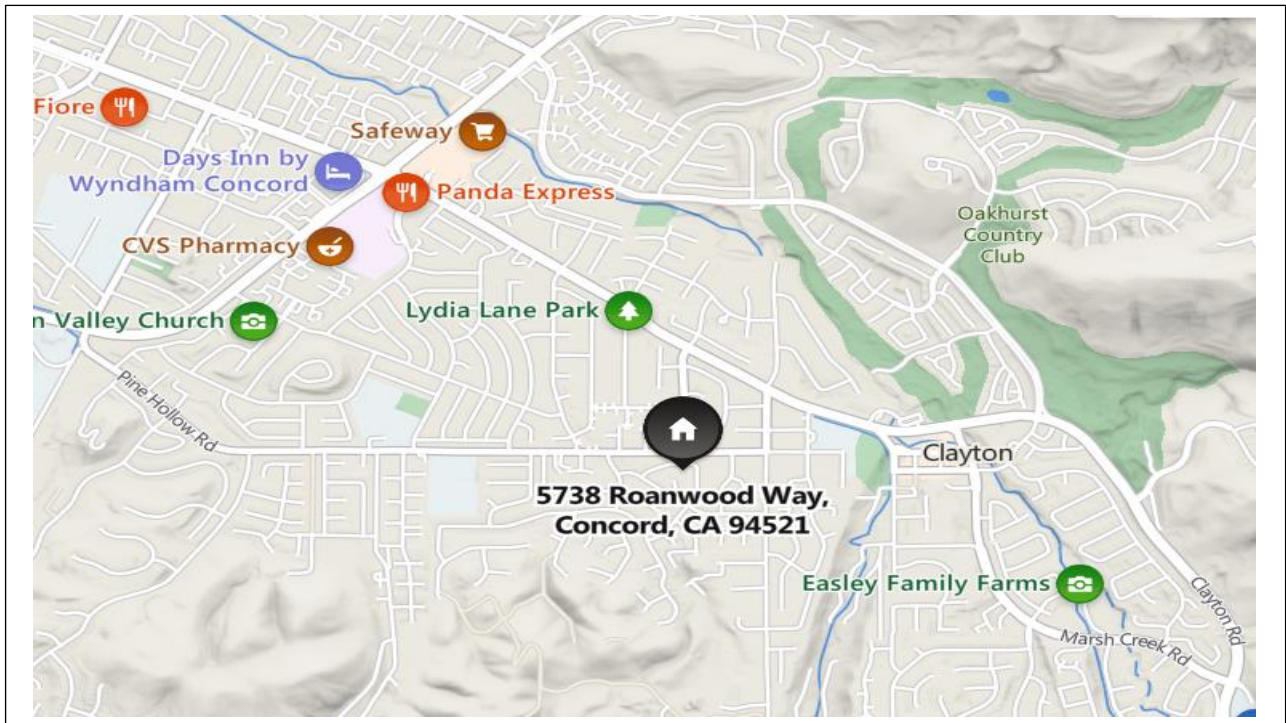 Fiore
Safeway
Days Inn by
Wyndham Concord
Panda Express
CVS Pharmacy
Oakhurst
Country
Club
Lydia Lane Park
n Valley Church
Pine Hollow Rd
Clayton
5738 Roanwood Way,
Concord, CA 94521
Easley Family Farms
Clayton Rd
Marsh Creek Rd